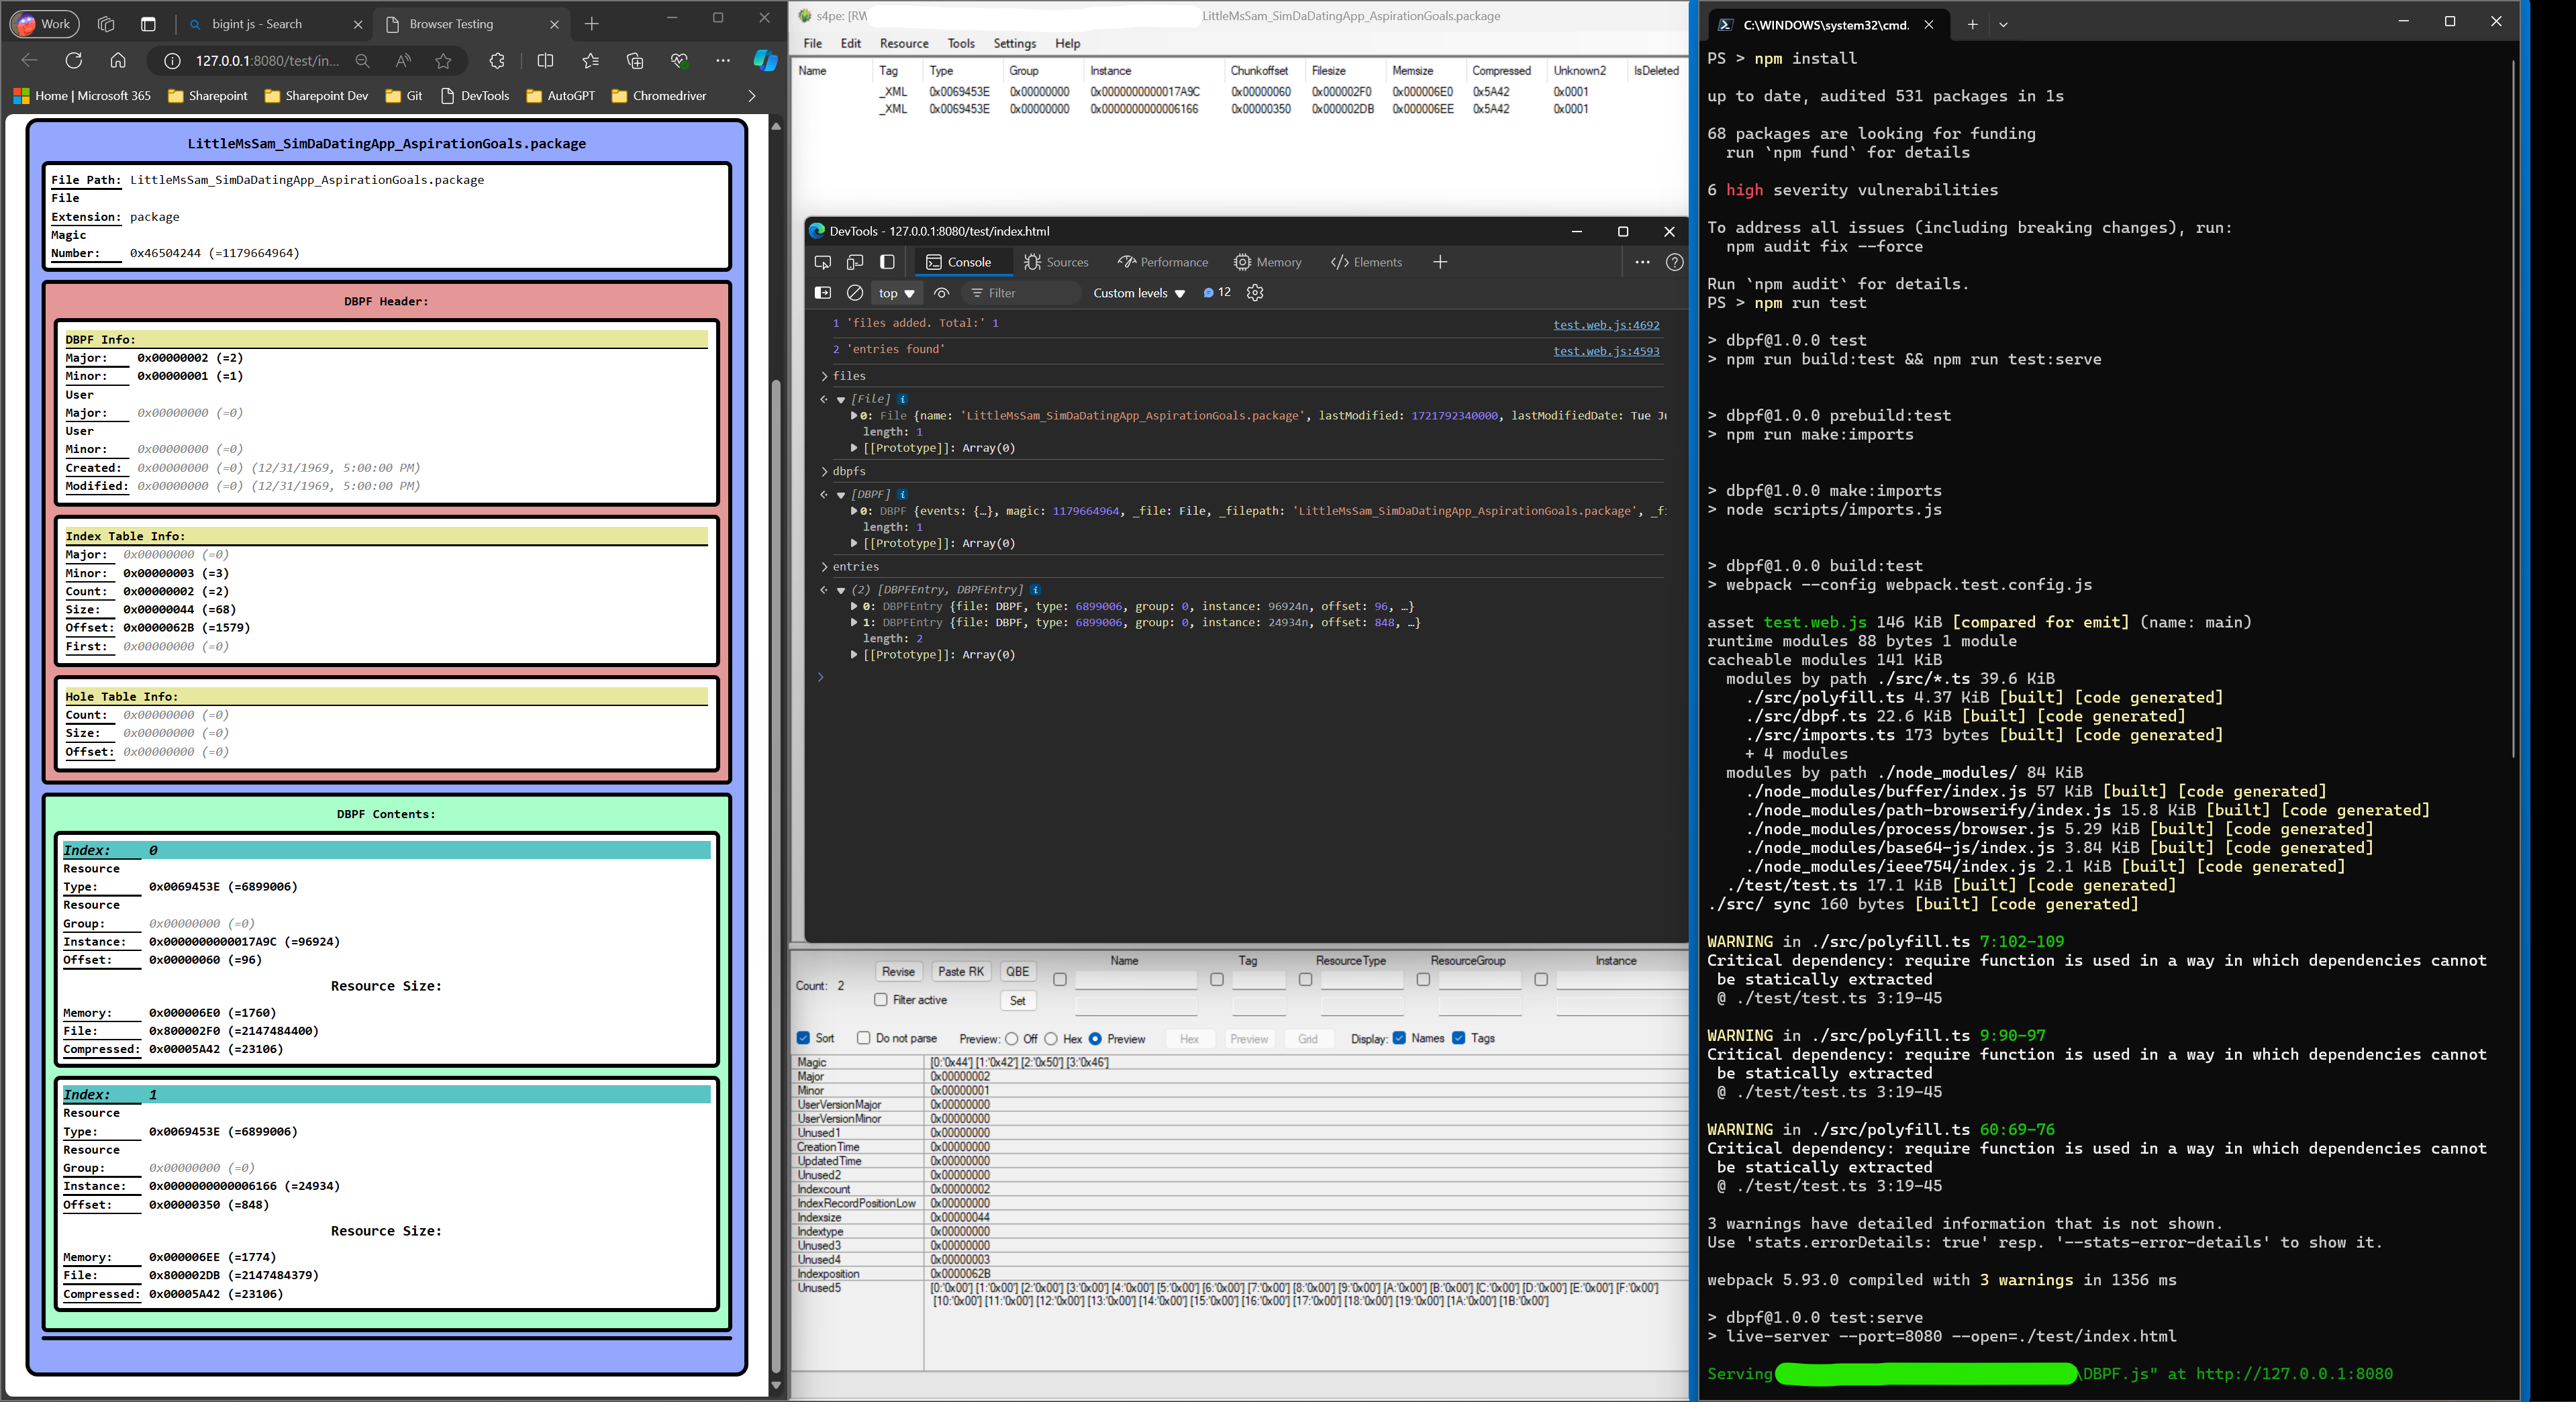 Work
bigint js - Search
Browser Testing
127.0.0.1:8080/test/in...
Home | Microsoft 365
Sharepoint
Sharepoint Dev
Git
DevTools
AutoGPT
Chromedriver
LittleMsSam_SimDaDatingApp_AspirationGoals.package
File Path: LittleMsSam_SimDaDatingApp_AspirationGoals.package
File
Extension: package
Magic
Number: 0x46504244 (=1179664964)
DBPF Header:
DBPF Info:
Major: 0x00000002 (=2)
Minor: 0x00000001 (=1)
User
Major: 0x00000000 (=0)
User
Minor: 0x00000000 (=0)
Created: 0x00000000 (=0) (12/31/1969, 5:00:00 PM)
Modified: 0x00000000 (=0) (12/31/1969, 5:00:00 PM)
Index Table Info:
Major: 0x00000000 (=0)
Minor: 0x00000003 (=3)
Count: 0x00000002 (=2)
Size: 0x00000044 (=68)
Offset: 0x0000062B (=1579)
First: 0x00000000 (=0)
Hole Table Info:
Count: 0x00000000 (=0)
Size: 0x00000000 (=0)
Offset: 0x00000000 (=0)
DBPF Contents:
Index: 0
Resource
Type: 0x0069453E (=6899006)
Resource
Group: 0x00000000 (=0)
Instance: 0x0000000000017A9C (=96924)
Offset: 0x00000060 (=96)
Resource Size:
Memory: 0x000006E0 (=1760)
File: 0x800002F0 (=2147484400)
Compressed: 0x00005A42 (=23106)
Index: 1
Resource
Type: 0x0069453E (=6899006)
Resource
Group: 0x00000000 (=0)
Instance: 0x0000000000006166 (=24934)
Offset: 0x00000350 (=848)
Resource Size:
Memory: 0x000006EE (=1774)
File: 0x800002DB (=2147484379)
Compressed: 0x00005A42 (=23106)
s4pe: [RW LittleMsSam_SimDaDatingApp_AspirationGoals.package
File Edit Resource Tools Settings Help
Name Tag Type Group Instance Chunkoffset Filesize Memsize Compressed Unknown2 IsDeleted
_XML 0x0069453E 0x00000000 0x0000000000017A9C 0x00000060 0x000002F0 0x000006E0 0x5A42 0x0001
_XML 0x0069453E 0x00000000 0x0000000000006166 0x00000350 0x000002DB 0x000006EE 0x5A42 0x0001
DevTools - 127.0.0.1:8080/test/index.html
Console Sources Performance Memory Elements
top Filter Custom levels 12
1 'files added. Total:' 1 test.web.js:4692
2 'entries found' test.web.js:4593
files
[File]
0: File {name: 'LittleMsSam_SimDaDatingApp_AspirationGoals.package', lastModified: 1721792340000, lastModifiedDate: Tue Ju
length: 1
[[Prototype]]: Array(0)
dbpfs
[DBPF]
0: DBPF {events: {…}, magic: 1179664964, _file: File, _filepath: 'LittleMsSam_SimDaDatingApp_AspirationGoals.package', _f
length: 1
[[Prototype]]: Array(0)
entries
(2) [DBPFEntry, DBPFEntry]
0: DBPFEntry {file: DBPF, type: 6899006, group: 0, instance: 96924n, offset: 96, …}
1: DBPFEntry {file: DBPF, type: 6899006, group: 0, instance: 24934n, offset: 848, …}
length: 2
[[Prototype]]: Array(0)
Name Tag ResourceType ResourceGroup Instance
Revise Paste RK QBE
Count: 2
Filter active Set
Sort Do not parse Preview: Off Hex Preview Hex Preview Grid Display: Names Tags
Magic [0:'0x44'] [1:'0x42'] [2:'0x50'] [3:'0x46']
Major 0x00000002
Minor 0x00000001
UserVersionMajor 0x00000000
UserVersionMinor 0x00000000
Unused1 0x00000000
CreationTime 0x00000000
UpdatedTime 0x00000000
Unused2 0x00000000
Indexcount 0x00000002
IndexRecordPositionLow 0x00000000
Indexsize 0x00000044
Indextype 0x00000000
Unused3 0x00000000
Unused4 0x00000003
Indexposition 0x0000062B
Unused5 [0:'0x00'] [1:'0x00'] [2:'0x00'] [3:'0x00'] [4:'0x00'] [5:'0x00'] [6:'0x00'] [7:'0x00'] [8:'0x00'] [9:'0x00'] [A:'0x00'] [B:'0x00'] [C:'0x00'] [D:'0x00'] [E:'0x00'] [F:'0x00']
[10:'0x00'] [11:'0x00'] [12:'0x00'] [13:'0x00'] [14:'0x00'] [15:'0x00'] [16:'0x00'] [17:'0x00'] [18:'0x00'] [19:'0x00'] [1A:'0x00'] [1B:'0x00']
C:\WINDOWS\system32\cmd.
PS > npm install
up to date, audited 531 packages in 1s
68 packages are looking for funding
run `npm fund` for details
6 high severity vulnerabilities
To address all issues (including breaking changes), run:
npm audit fix --force
Run `npm audit` for details.
PS > npm run test
> dbpf@1.0.0 test
> npm run build:test && npm run test:serve
> dbpf@1.0.0 prebuild:test
> npm run make:imports
> dbpf@1.0.0 make:imports
> node scripts/imports.js
> dbpf@1.0.0 build:test
> webpack --config webpack.test.config.js
asset test.web.js 146 KiB [compared for emit] (name: main)
runtime modules 88 bytes 1 module
cacheable modules 141 KiB
modules by path ./src/*.ts 39.6 KiB
./src/polyfill.ts 4.37 KiB [built] [code generated]
./src/dbpf.ts 22.6 KiB [built] [code generated]
./src/imports.ts 173 bytes [built] [code generated]
+ 4 modules
modules by path ./node_modules/ 84 KiB
./node_modules/buffer/index.js 57 KiB [built] [code generated]
./node_modules/path-browserify/index.js 15.8 KiB [built] [code generated]
./node_modules/process/browser.js 5.29 KiB [built] [code generated]
./node_modules/base64-js/index.js 3.84 KiB [built] [code generated]
./node_modules/ieee754/index.js 2.1 KiB [built] [code generated]
./test/test.ts 17.1 KiB [built] [code generated]
./src/ sync 160 bytes [built] [code generated]
WARNING in ./src/polyfill.ts 7:102-109
Critical dependency: require function is used in a way in which dependencies cannot
be statically extracted
@ ./test/test.ts 3:19-45
WARNING in ./src/polyfill.ts 9:90-97
Critical dependency: require function is used in a way in which dependencies cannot
be statically extracted
@ ./test/test.ts 3:19-45
WARNING in ./src/polyfill.ts 60:69-76
Critical dependency: require function is used in a way in which dependencies cannot
be statically extracted
@ ./test/test.ts 3:19-45
3 warnings have detailed information that is not shown.
Use 'stats.errorDetails: true' resp. '--stats-error-details' to show it.
webpack 5.93.0 compiled with 3 warnings in 1356 ms
> dbpf@1.0.0 test:serve
> live-server --port=8080 --open=./test/index.html
Serving \DBPF.js" at http://127.0.0.1:8080